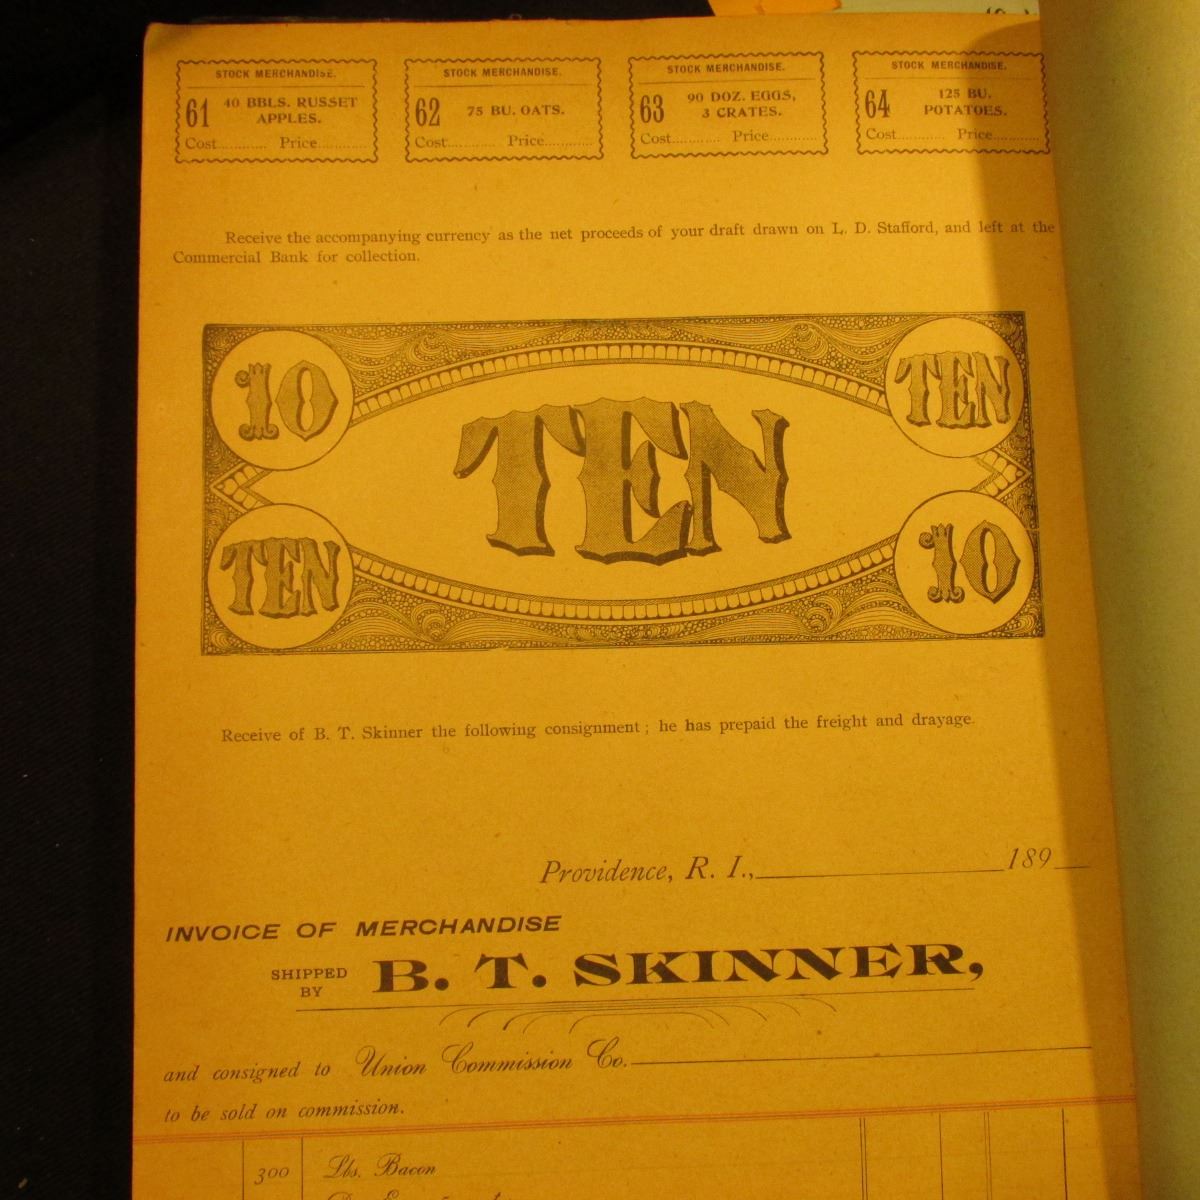 STOCK MERCHANDISE.
61 40 BBLS. RUSSET
APPLES.
Cost........... Price............
STOCK MERCHANDISE.
62 75 BU. OATS.
Cost........... Price............
STOCK MERCHANDISE.
63 90 DOZ. EGGS,
3 CRATES.
Cost........... Price............
STOCK MERCHANDISE.
64 125 BU.
POTATOES.
Cost........... Price............
Receive the accompanying currency as the net proceeds of your draft drawn on L. D. Stafford, and left at the
Commercial Bank for collection.
10
TEN
TEN
TEN
10
Receive of B. T. Skinner the following consignment; he has prepaid the freight and drayage.
Providence, R. I.,____________189__
INVOICE OF MERCHANDISE
SHIPPED
BY
B. T. SKINNER,
and consigned to Union Commission Co.
to be sold on commission.
300 Lbs. Bacon